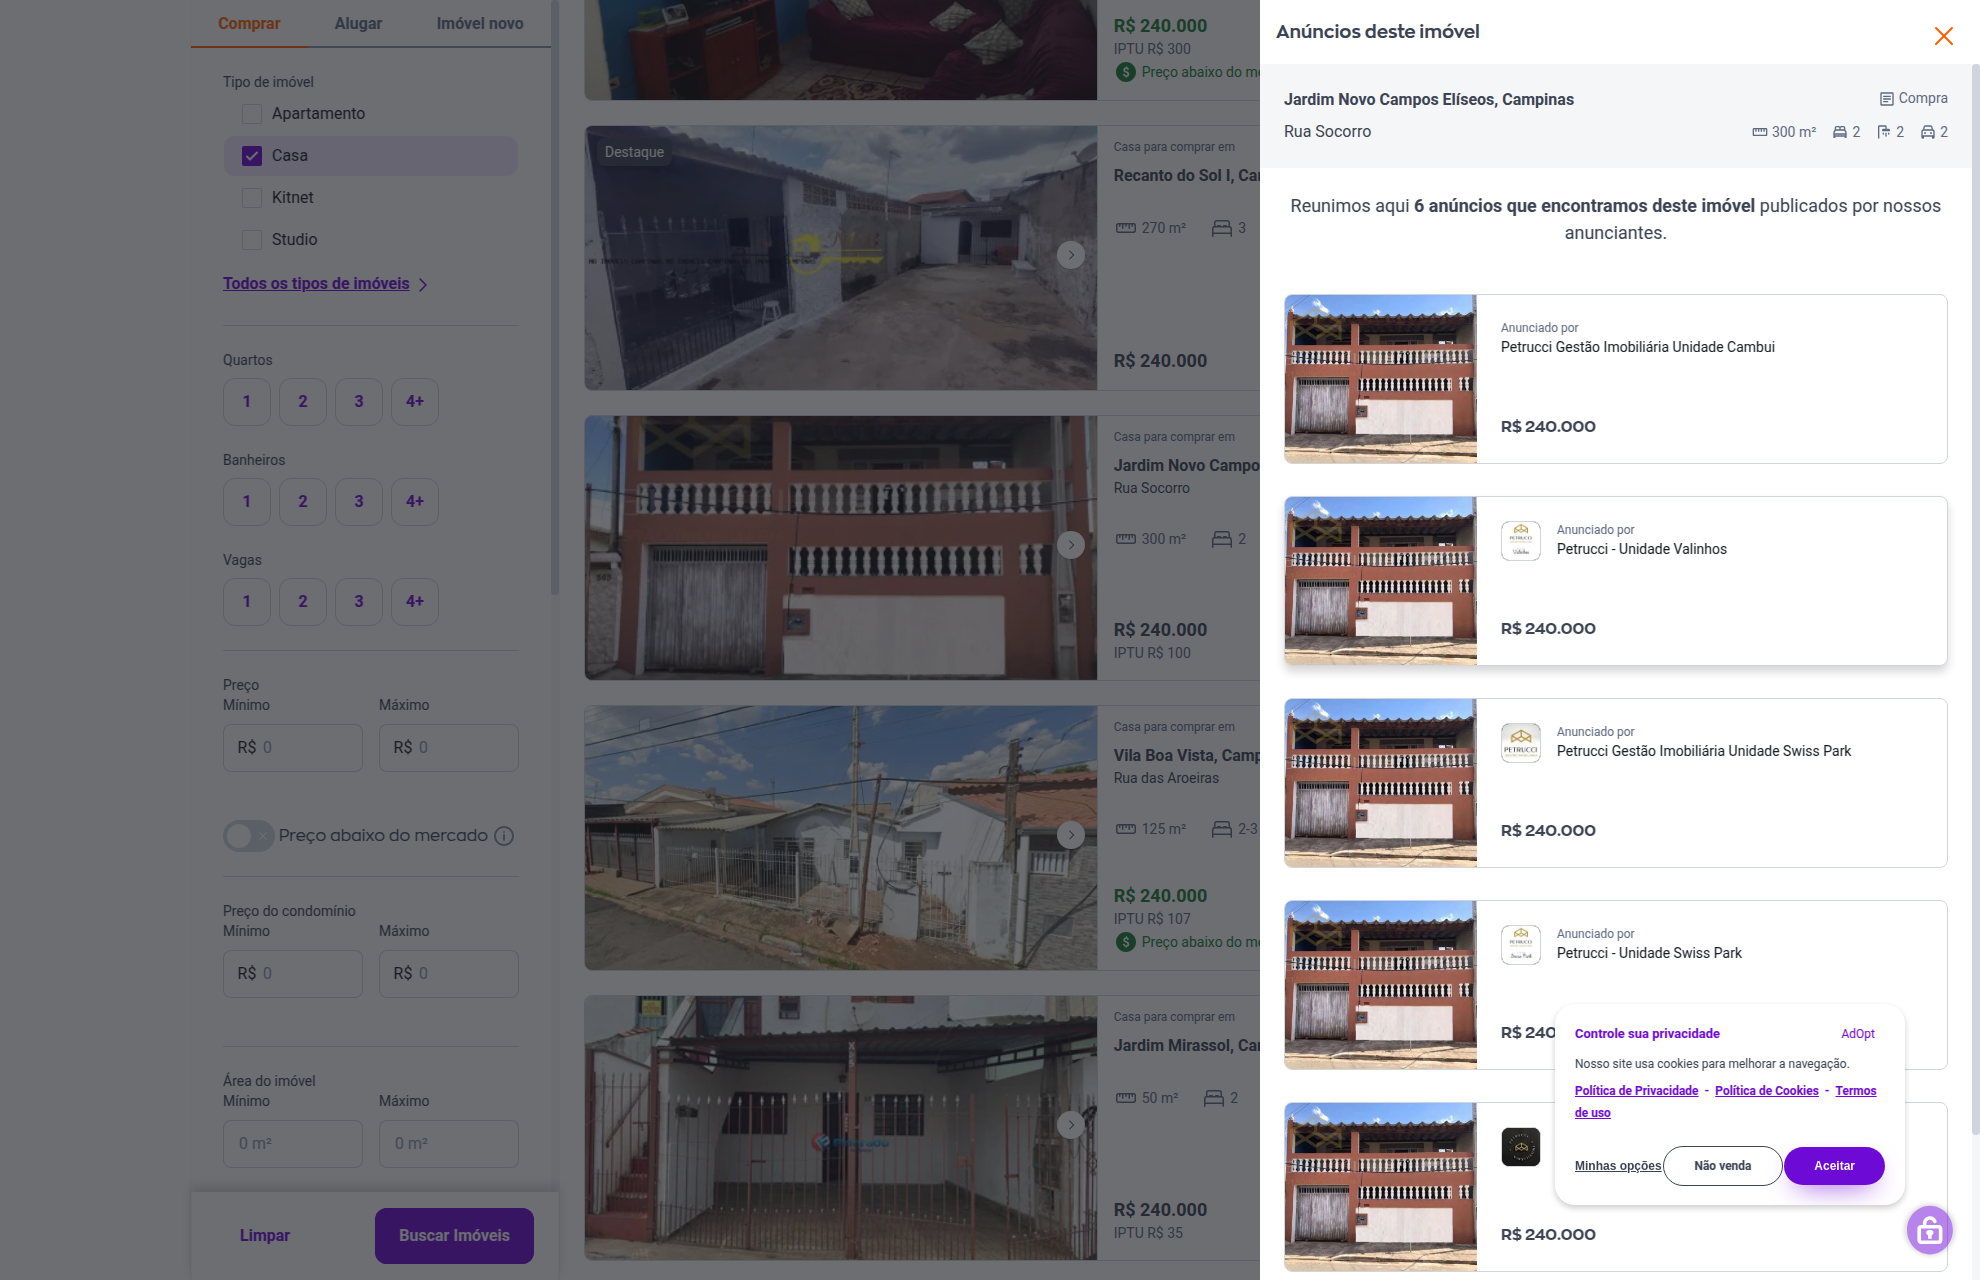 Comprar
Alugar
Imóvel novo
Tipo de imóvel
Apartamento
Casa
Kitnet
Studio
Todos os tipos de imóveis
Quartos
1
2
3
4+
Banheiros
1
2
3
4+
Vagas
1
2
3
4+
Preço
Mínimo
Máximo
R$ 0
R$ 0
Preço abaixo do mercado
Preço do condomínio
Mínimo
Máximo
R$ 0
R$ 0
Área do imóvel
Mínimo
Máximo
0 m²
0 m²
Limpar
Buscar Imóveis
R$ 240.000
IPTU R$ 300
Preço abaixo do me
Destaque
Casa para comprar em
Recanto do Sol I, Ca
270 m²
3
R$ 240.000
Casa para comprar em
Jardim Novo Campo
Rua Socorro
300 m²
2
R$ 240.000
IPTU R$ 100
Casa para comprar em
Vila Boa Vista, Camp
Rua das Aroeiras
125 m²
2-3
R$ 240.000
IPTU R$ 107
Preço abaixo do me
Casa para comprar em
Jardim Mirassol, Ca
50 m²
2
R$ 240.000
IPTU R$ 35
Anúncios deste imóvel
Jardim Novo Campos Elíseos, Campinas
Compra
Rua Socorro
300 m²
2
2
2
Reunimos aqui 6 anúncios que encontramos deste imóvel publicados por nossos
anunciantes.
Anunciado por
Petrucci Gestão Imobiliária Unidade Cambui
R$ 240.000
PETRUCCI
Valinhos
Anunciado por
Petrucci - Unidade Valinhos
R$ 240.000
PETRUCCI
Anunciado por
Petrucci Gestão Imobiliária Unidade Swiss Park
R$ 240.000
PETRUCCI
Swiss Park
Anunciado por
Petrucci - Unidade Swiss Park
R$ 240
R$ 240.000
Controle sua privacidade
AdOpt
Nosso site usa cookies para melhorar a navegação.
Política de Privacidade - Política de Cookies - Termos
de uso
Minhas opções
Não venda
Aceitar